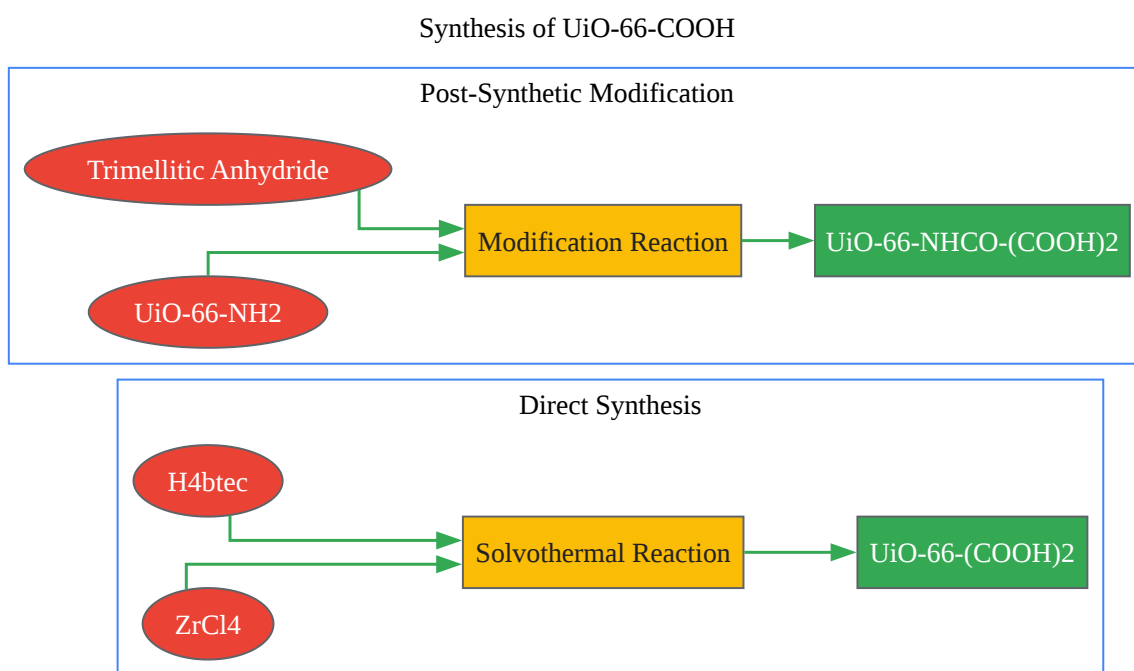 Synthesis of UiO-66-COOH
Post-Synthetic Modification
Trimellitic Anhydride
Modification Reaction
UiO-66-NHCO-(COOH)2
UiO-66-NH2
Direct Synthesis
H4btec
Solvothermal Reaction
UiO-66-(COOH)2
ZrCl4